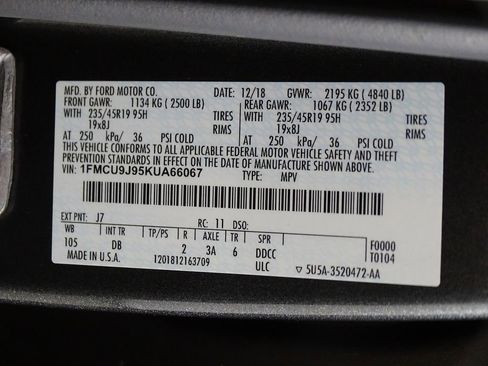 MFD. BY FORD MOTOR CO. 12/18 GVWR: 2195 KG ( 4840 LB)
FRONT GAWR: 1134 KG ( 2500 LB) REAR GAWR: 1067 KG ( 2352 LB)
WITH 235/45R19 95H TIRES WITH 235/45R19 95H TIRES
19x8J RIMS 19x8J RIMS
AT 250 kPa/ 36 PSI COLD AT 250 kPa/ 36 PSI COLD
THIS VEHICLE CONFORMS TO ALL APPLICABLE FEDERAL MOTOR VEHICLE SAFETY AND THEFT
PREVENTION STANDARDS IN EFFECT ON THE DATE OF MANUFACTURE SHOWN ABOVE.
VIN: 1FMCU9J95KUA66067 TYPE: MPV
EXT PNT: J7 RC: 11 DSO:
WB INT TR TP/PS R AXLE TR SPR F0000
105 DB 2 3A 6 DDCC T0104
MADE IN U.S.A. 1201812163709 ULC ▽ 5U5A-3520472-AA